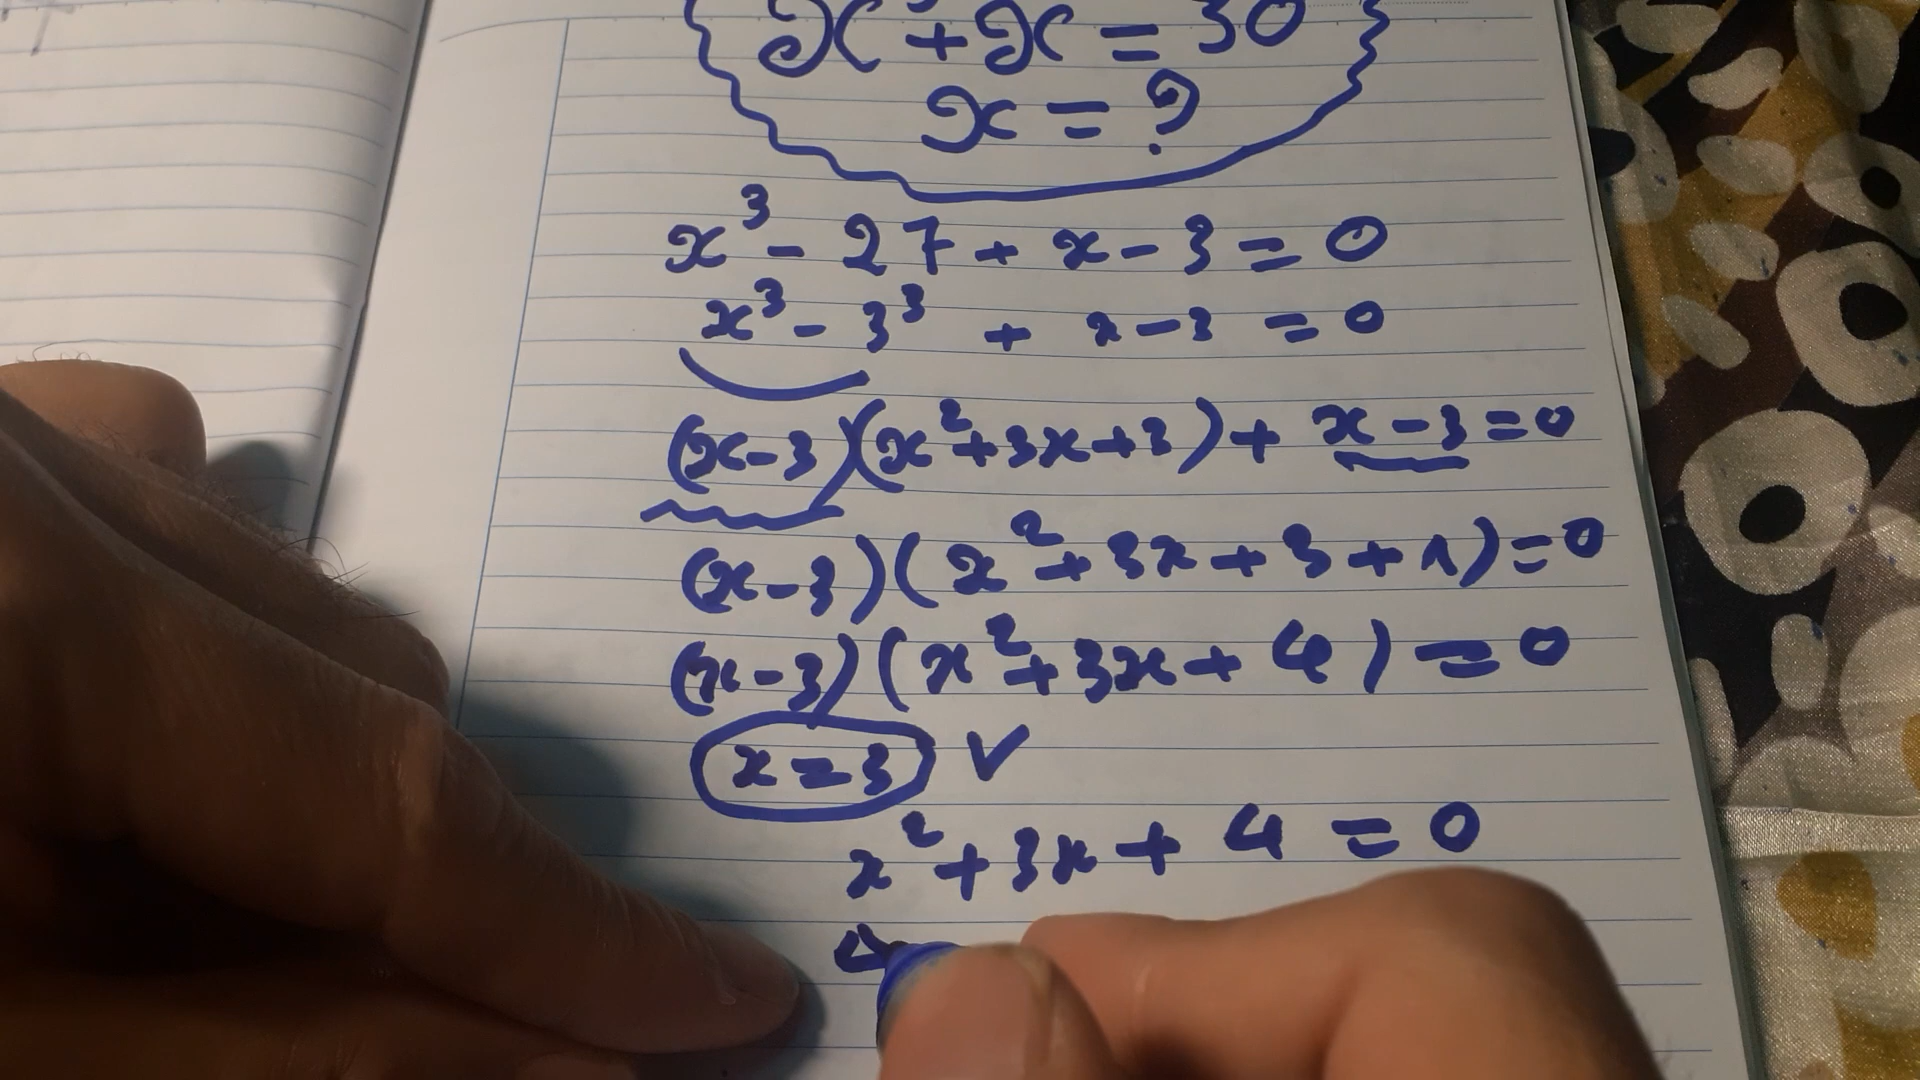 x³+x=30
x=?
x³-27+x-3=0
x³-3³+x-3=0
(x-3)(x²+3x+3)+x-3=0
(x-3)(x²+3x+3+1)=0
(x-3)(x²+3x+4)=0
x=3 ✓
x²+3x+4=0
Δ